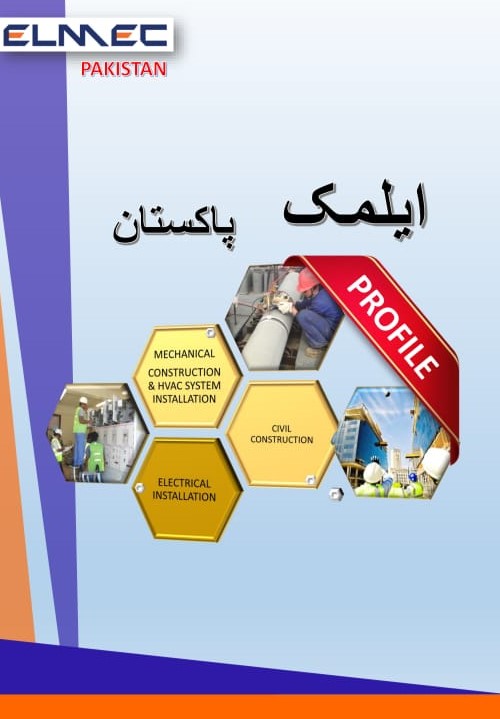 ELMEC
PAKISTAN
ایلمک
پاکستان
PROFILE
MECHANICAL
CONSTRUCTION
& HVAC SYSTEM
INSTALLATION
CIVIL
CONSTRUCTION
ELECTRICAL
INSTALLATION